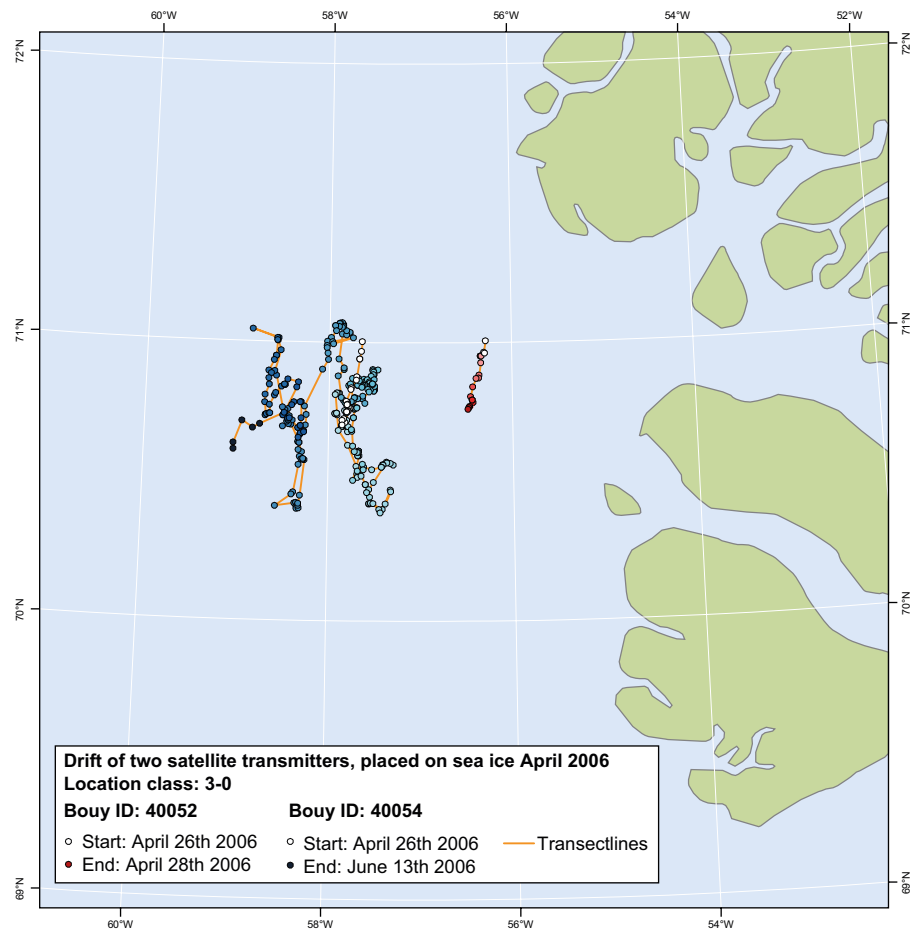 60°W 58°W 56°W 54°W 52°W
72°N 72°N
71°N 71°N
70°N 70°N
69°N 69°N
Drift of two satellite transmitters, placed on sea ice April 2006
Location class: 3-0
Bouy ID: 40052 Bouy ID: 40054
Start: April 26th 2006 Start: April 26th 2006 Transectlines
End: April 28th 2006 End: June 13th 2006
60°W 58°W 56°W 54°W